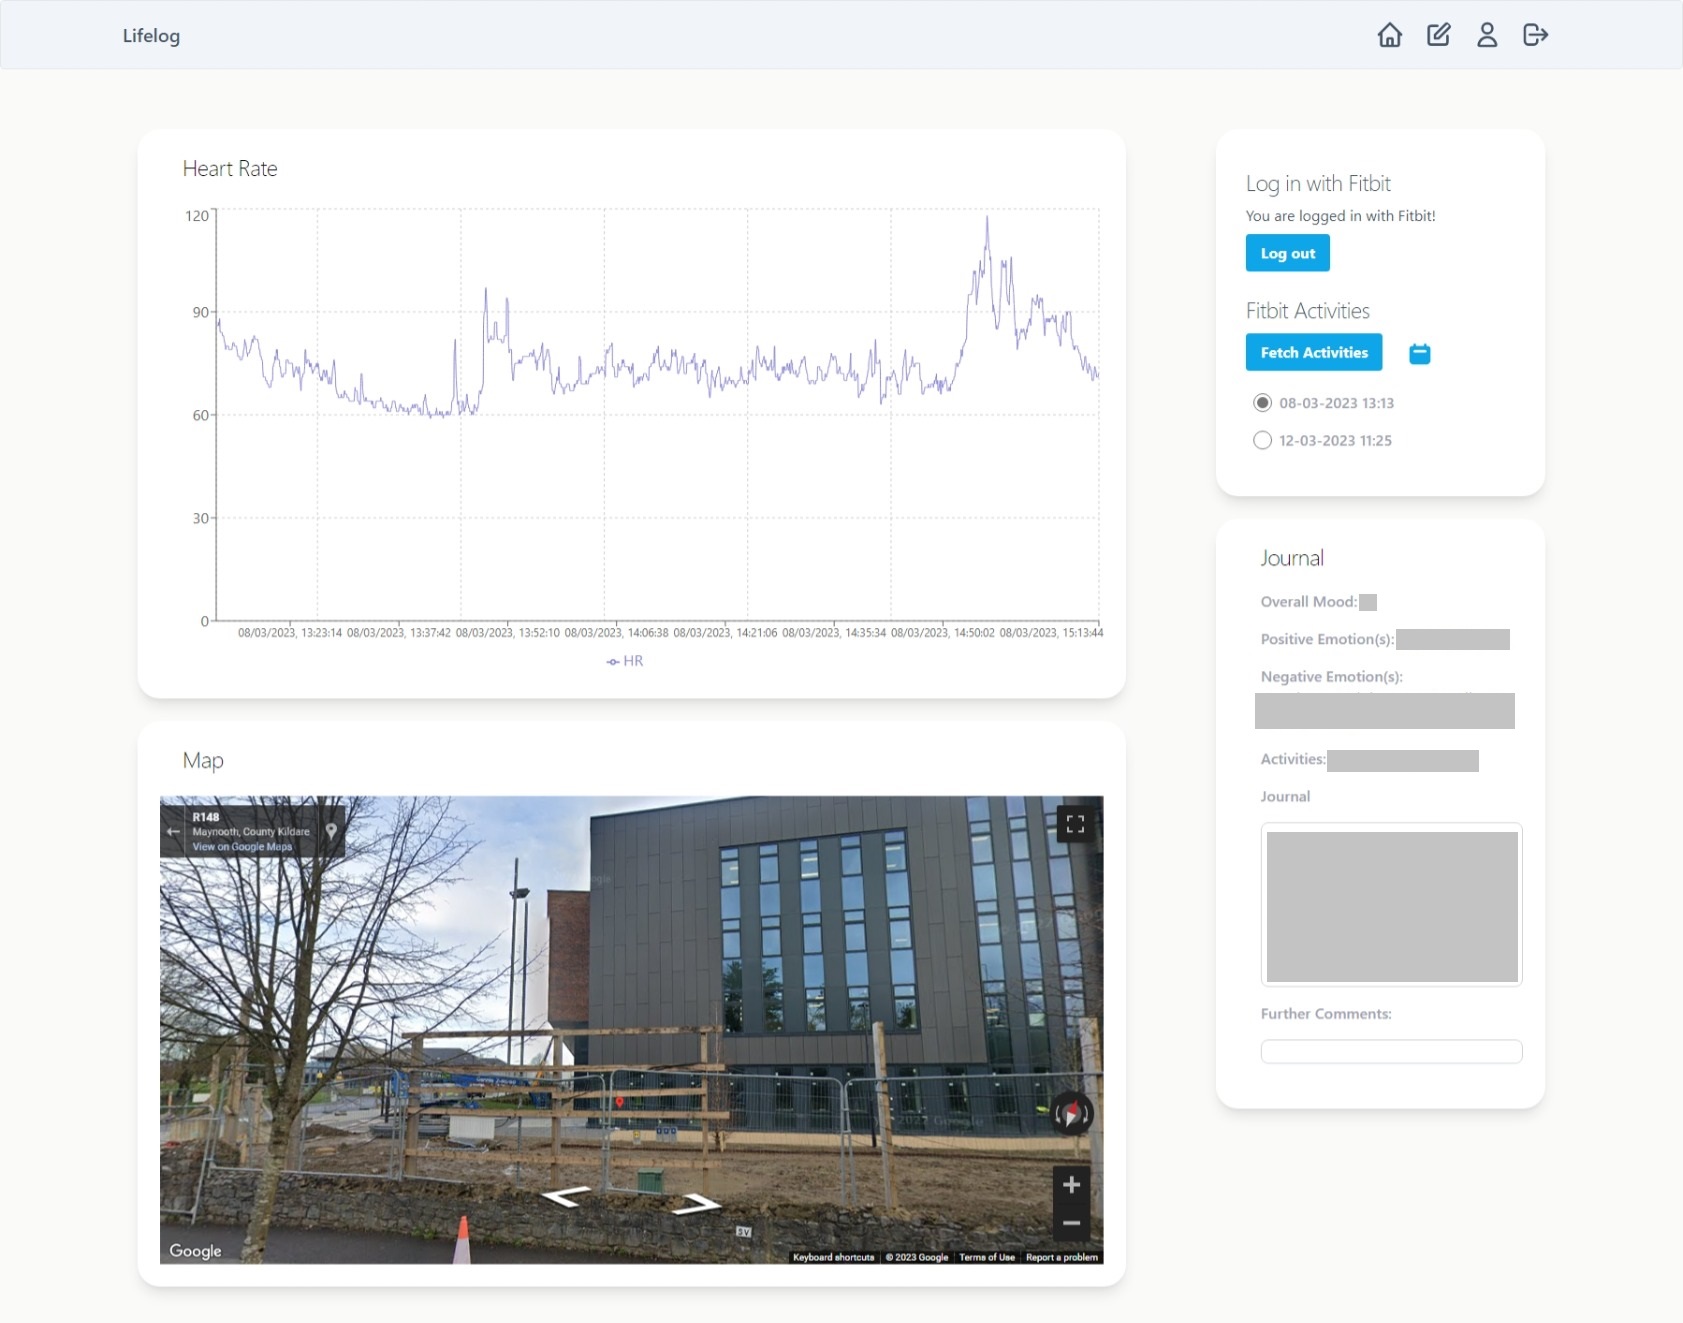 Lifelog
Heart Rate
120
90
60
30
0
08/03/2023, 13:23:14 08/03/2023, 13:37:42 08/03/2023, 13:52:10 08/03/2023, 14:06:38 08/03/2023, 14:21:06 08/03/2023, 14:35:34 08/03/2023, 14:50:02 08/03/2023, 15:13:44
HR
Map
R148
Maynooth, County Kildare
View on Google Maps
SV
Google
Keyboard shortcuts © 2023 Google Terms of Use Report a problem
Log in with Fitbit
You are logged in with Fitbit!
Log out
Fitbit Activities
Fetch Activities
08-03-2023 13:13
12-03-2023 11:25
Journal
Overall Mood:
Positive Emotion(s):
Negative Emotion(s):
Activities:
Journal
Further Comments: